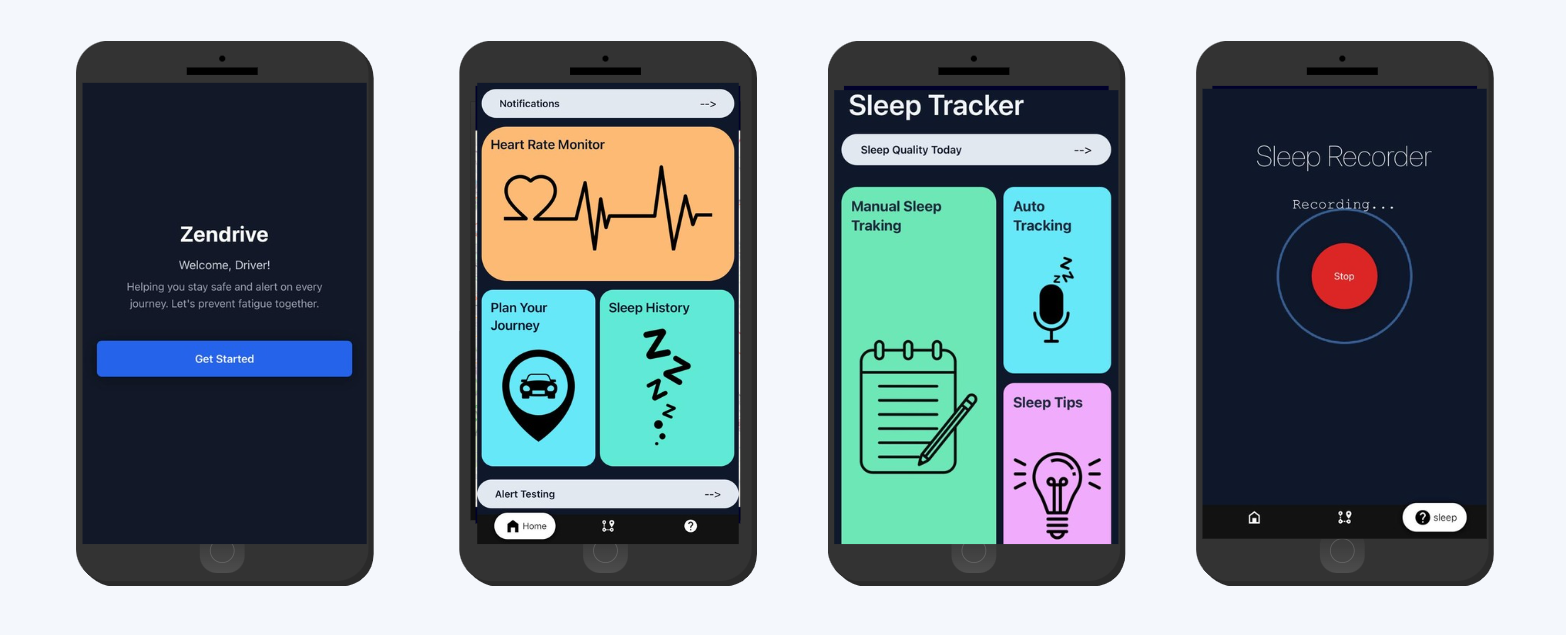 Zendrive
Welcome, Driver!
Helping you stay safe and alert on every
journey. Let's prevent fatigue together.
Get Started
Notifications -->
Heart Rate Monitor
Plan Your
Journey
Sleep History
Alert Testing -->
Home
Sleep Tracker
Sleep Quality Today -->
Manual Sleep
Traking
Auto
Tracking
Sleep Tips
Sleep Recorder
Recording...
Stop
sleep